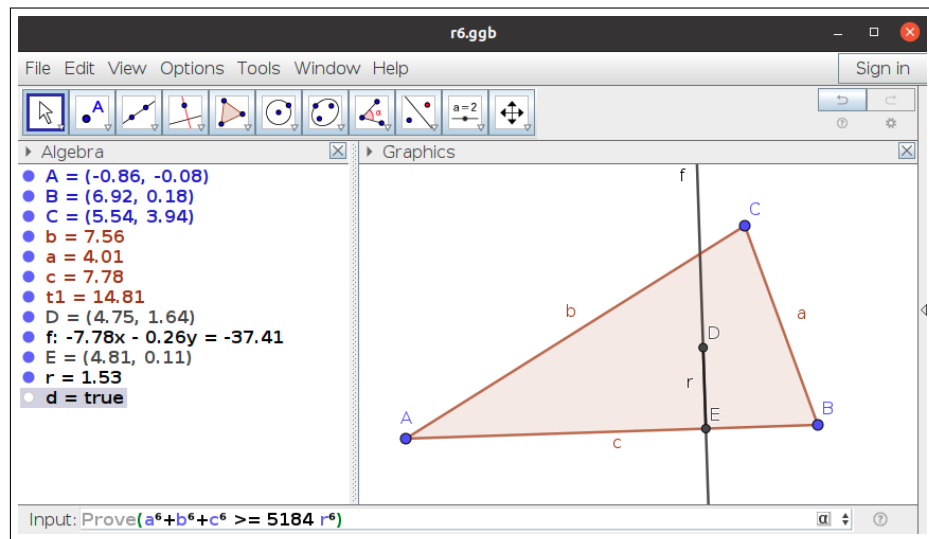 r6.ggb
File Edit View Options Tools Window Help
Sign in
A
a=2
α
Algebra
Graphics
A = (-0.86, -0.08)
B = (6.92, 0.18)
C = (5.54, 3.94)
b = 7.56
a = 4.01
c = 7.78
t1 = 14.81
D = (4.75, 1.64)
f: -7.78x - 0.26y = -37.41
E = (4.81, 0.11)
r = 1.53
d = true
f
C
b
a
D
r
A
E
B
c
Input: Prove(a⁶+b⁶+c⁶ >= 5184 r⁶)
α